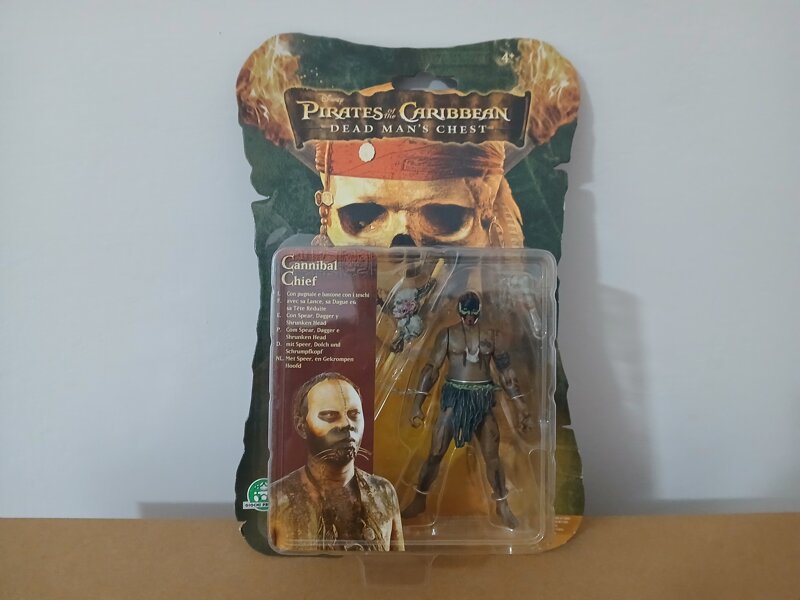 4+
Disney
PIRATES of the CARIBBEAN
DEAD MAN'S CHEST
Cannibal
Chief
I. Con pugnale e bastone con i teschi
F. avec sa Lance, sa Dague et
sa Tête Réduite
E. Con Spear, Dagger y
Shrunken Head
P. Com Spear, Dagger e
Shrunken Head
D. mit Speer, Dolch und
Schrumpfkopf
NL. Met Speer, en Gekrompen
Hoofd
GIOCHI